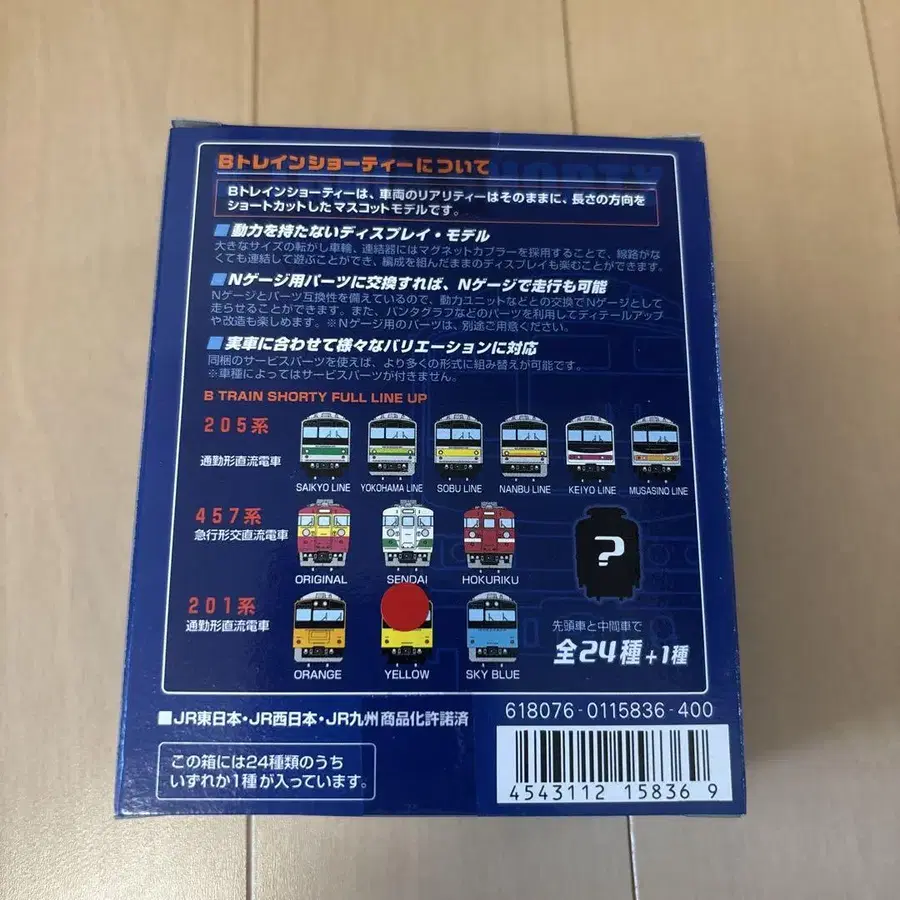 Bトレインショーティーについて
Bトレインショーティーは、車両のリアリティーはそのままに、長さの方向を
ショートカットしたマスコットモデルです。
■動力を持たないディスプレイ・モデル
大きなサイズの転がし車輪、連結器にはマグネットカプラーを採用することで、線路がな
くても連結して遊ぶことができ、編成を組んだままのディスプレイも楽むことができます。
■Nゲージ用パーツに交換すれば、Nゲージで走行も可能
Nゲージとパーツ互換性を備えているので、動力ユニットなどとの交換でNゲージとして
走らせることができます。また、パンタグラフなどのパーツを利用してディテールアップ
や改造も楽しめます。※Nゲージ用のパーツは、別途ご用意ください。
■実車に合わせて様々なバリエーションに対応
同梱のサービスパーツを使えば、より多くの形式に組み替えが可能です。
※車種によってはサービスパーツが付きません。
B TRAIN SHORTY FULL LINE UP
205系
通勤形直流電車
SAIKYO LINE YOKOHAMA LINE SOBU LINE NANBU LINE KEIYO LINE MUSASINO LINE
457系
急行形交直流電車
ORIGINAL SENDAI HOKURIKU
?
201系
通勤形直流電車
ORANGE YELLOW SKY BLUE
先頭車と中間車で
全24種+1種
■JR東日本・JR西日本・JR九州商品化許諾済
618076-0115836-400
この箱には24種類のうち
いずれか1種が入っています。
4543112 158369